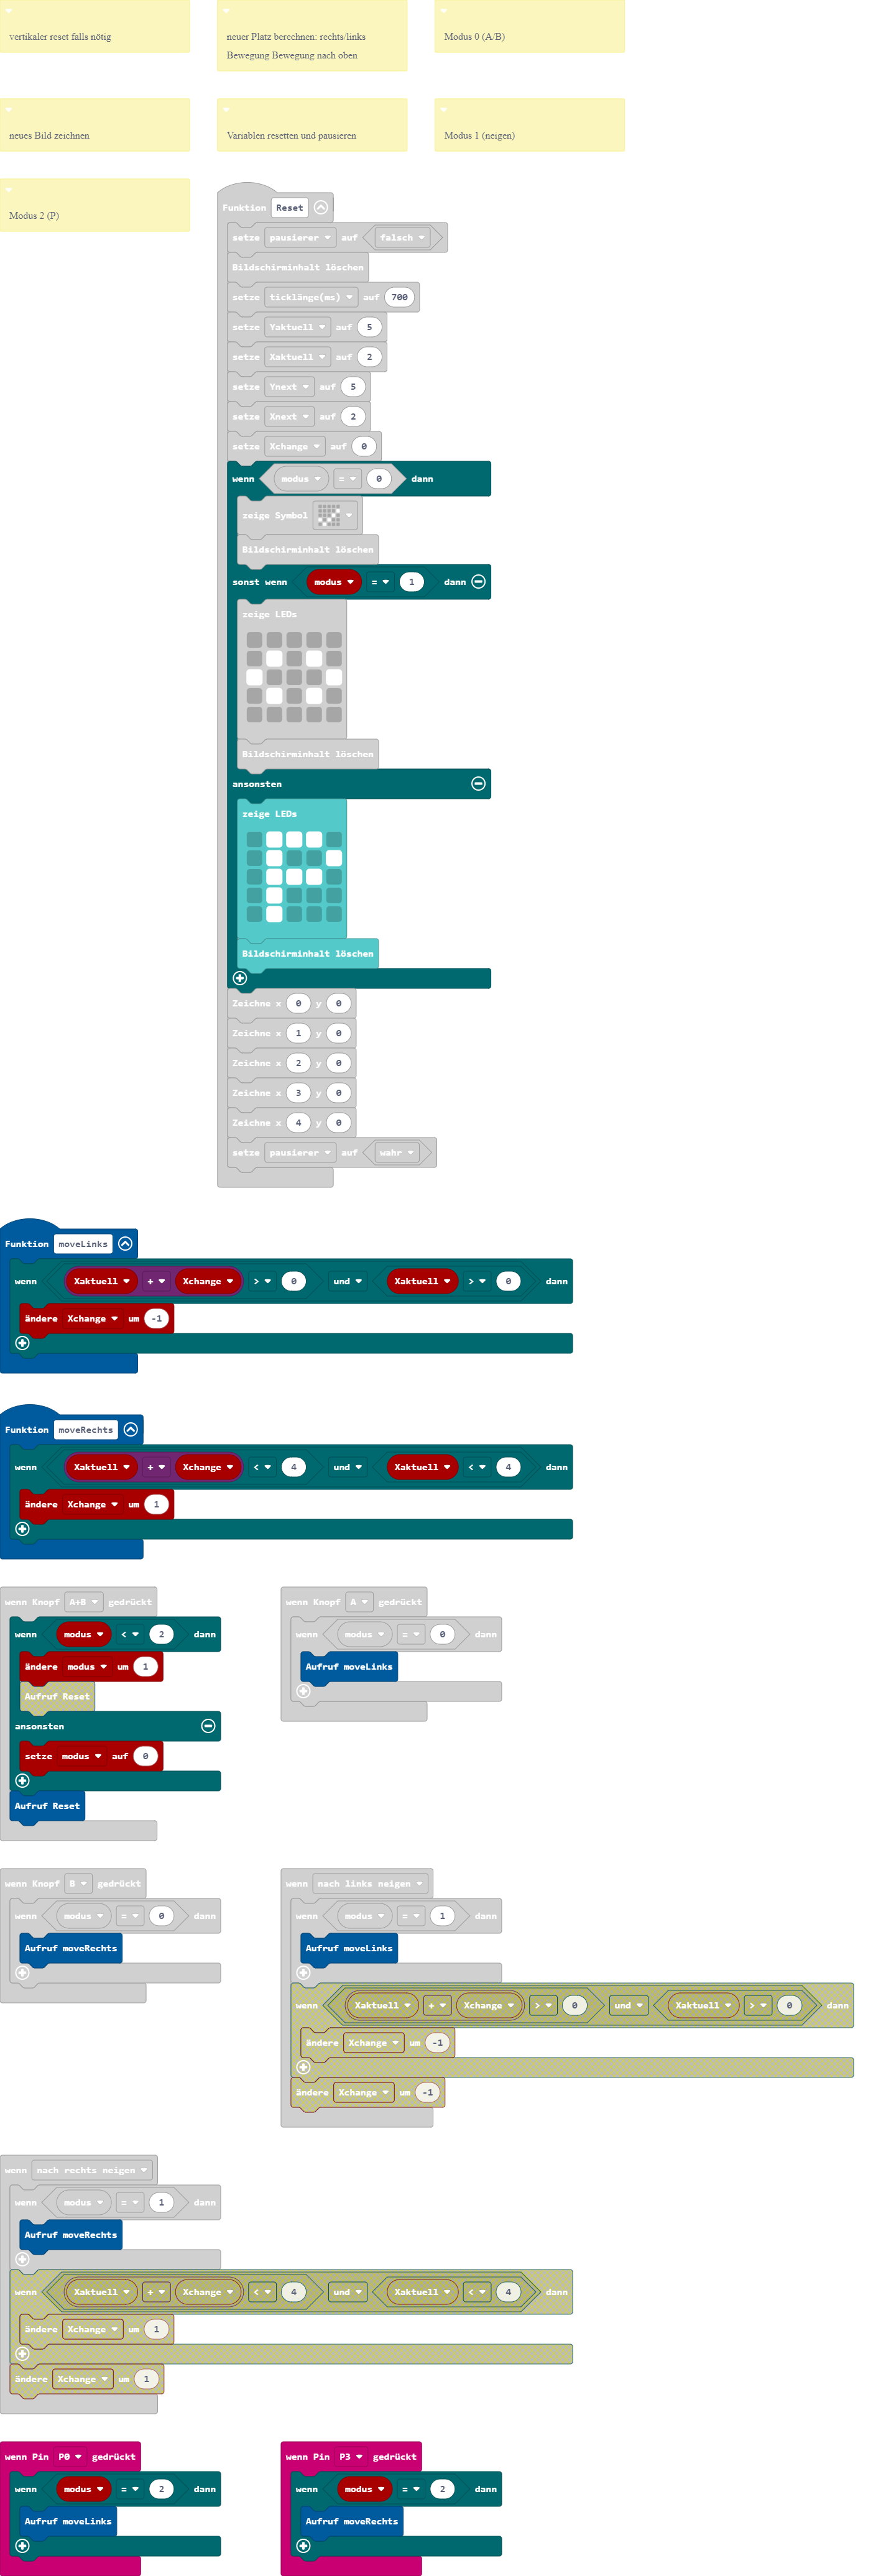 vertikaler reset falls nötig
neuer Platz berechnen: rechts/links
Bewegung Bewegung nach oben
Modus 0 (A/B)
neues Bild zeichnen
Variablen resetten und pausieren
Modus 1 (neigen)
Modus 2 (P)
Funktion Reset
setze pausierer auf falsch
Bildschirminhalt löschen
setze ticklänge(ms) auf 700
setze Yaktuell auf 5
setze Xaktuell auf 2
setze Ynext auf 5
setze Xnext auf 2
setze Xchange auf 0
wenn modus = 0 dann
zeige Symbol
Bildschirminhalt löschen
sonst wenn modus = 1 dann
zeige LEDs
Bildschirminhalt löschen
ansonsten
zeige LEDs
Bildschirminhalt löschen
Zeichne x 0 y 0
Zeichne x 1 y 0
Zeichne x 2 y 0
Zeichne x 3 y 0
Zeichne x 4 y 0
setze pausierer auf wahr
Funktion moveLinks
wenn Xaktuell + Xchange > 0 und Xaktuell > 0 dann
ändere Xchange um -1
Funktion moveRechts
wenn Xaktuell + Xchange < 4 und Xaktuell < 4 dann
ändere Xchange um 1
wenn Knopf A+B gedrückt
wenn modus < 2 dann
ändere modus um 1
Aufruf Reset
ansonsten
setze modus auf 0
Aufruf Reset
wenn Knopf A gedrückt
wenn modus = 0 dann
Aufruf moveLinks
wenn Knopf B gedrückt
wenn modus = 0 dann
Aufruf moveRechts
wenn nach links neigen
wenn modus = 1 dann
Aufruf moveLinks
wenn Xaktuell + Xchange > 0 und Xaktuell > 0 dann
ändere Xchange um -1
ändere Xchange um -1
wenn nach rechts neigen
wenn modus = 1 dann
Aufruf moveRechts
wenn Xaktuell + Xchange < 4 und Xaktuell < 4 dann
ändere Xchange um 1
ändere Xchange um 1
wenn Pin P0 gedrückt
wenn modus = 2 dann
Aufruf moveLinks
wenn Pin P3 gedrückt
wenn modus = 2 dann
Aufruf moveRechts